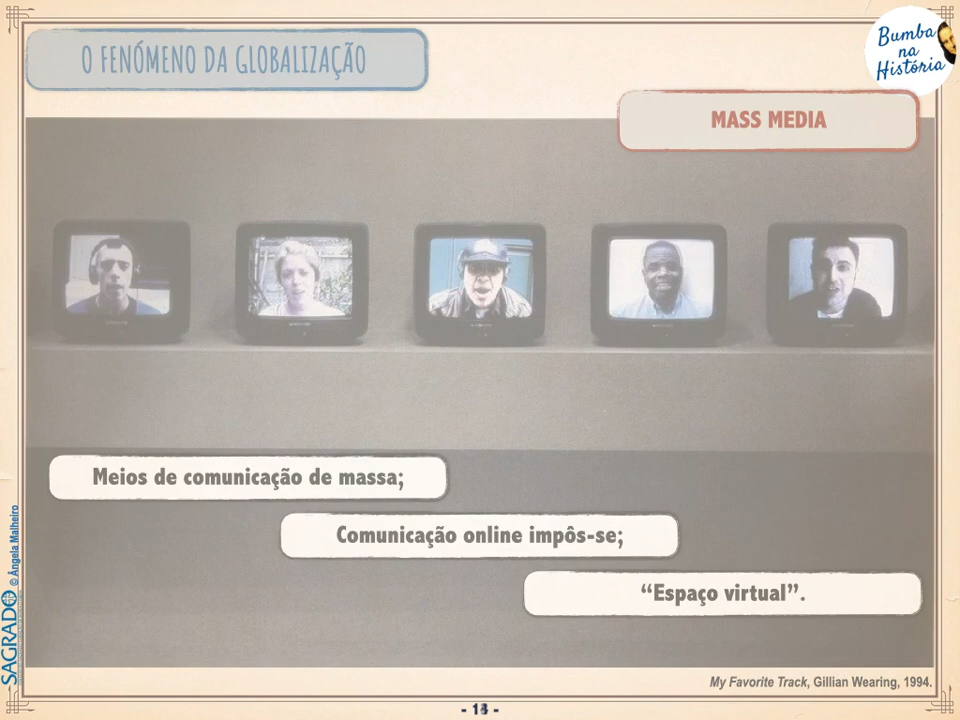 O FENÓMENO DA GLOBALIZAÇÃO
Bumba
na
História
MASS MEDIA
Meios de comunicação de massa;
Comunicação online impôs-se;
“Espaço virtual”.
SAGRADO
© Ângela Malheiro
My Favorite Track, Gillian Wearing, 1994.